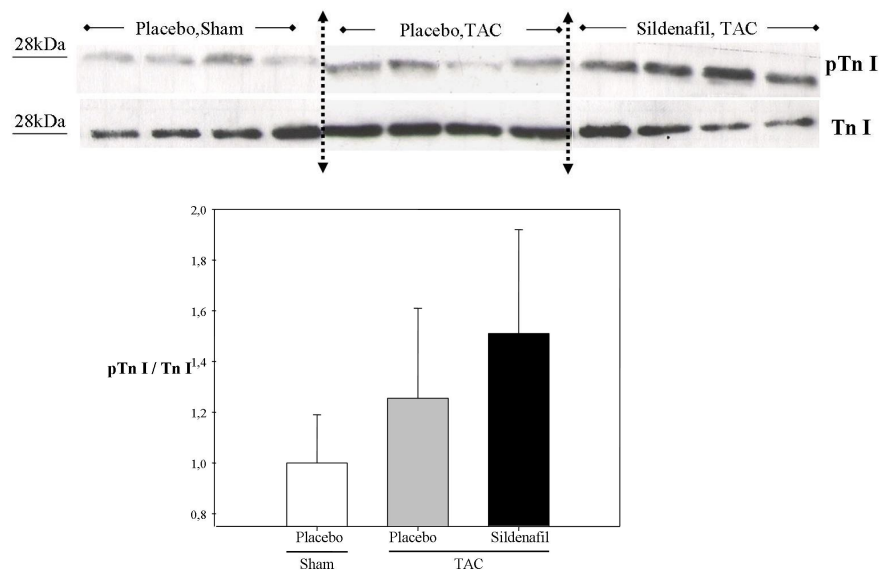 Placebo,Sham
Placebo,TAC
Sildenafil, TAC
28kDa
pTn I
28kDa
Tn I
2,0
1,8
1,6
pTn I / Tn I
1,4
1,2
1,0
0,8
Placebo
Placebo
Sildenafil
Sham
TAC